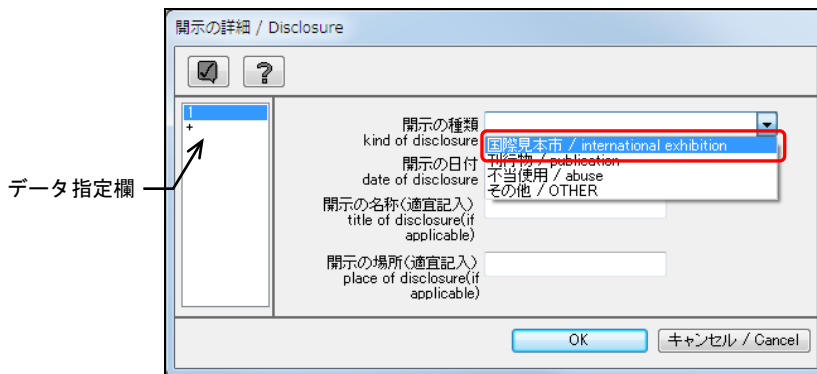 開示の詳細 / Disclosure
?
1
+
データ指定欄
開示の種類
kind of disclosure
国際見本市 / international exhibition
刊行物 / publication
不当使用 / abuse
その他 / OTHER
開示の日付
date of disclosure
開示の名称(適宜記入)
title of disclosure(if
applicable)
開示の場所(適宜記入)
place of disclosure(if
applicable)
OK
キャンセル / Cancel